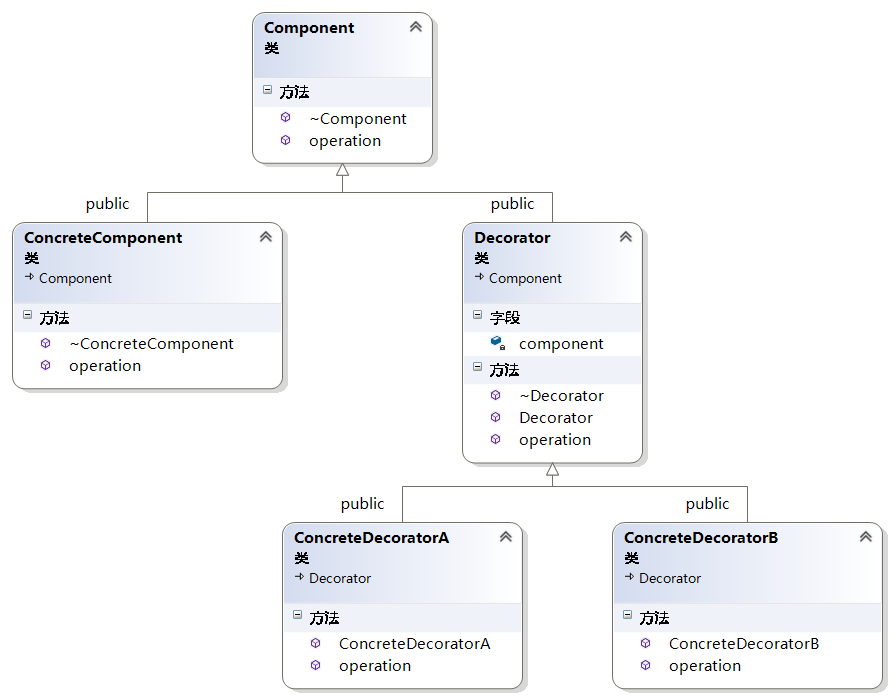 Component
类
方法
~Component
operation
public
public
ConcreteComponent
类
Component
方法
~ConcreteComponent
operation
Decorator
类
Component
字段
component
方法
~Decorator
Decorator
operation
public
public
ConcreteDecoratorA
类
Decorator
方法
ConcreteDecoratorA
operation
ConcreteDecoratorB
类
Decorator
方法
ConcreteDecoratorB
operation